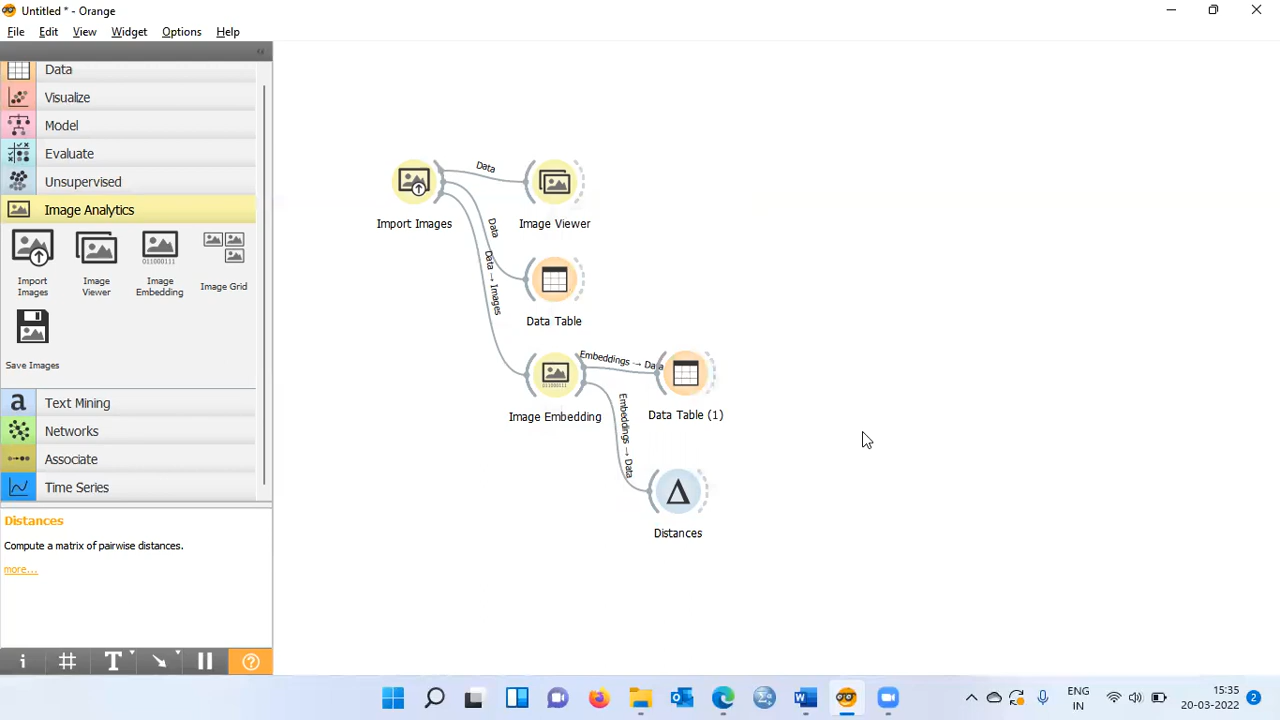 Untitled * - Orange
File Edit View Widget Options Help
Data
Visualize
Model
Evaluate
Unsupervised
Image Analytics
Import Images
Image Viewer
Image Embedding
Image Grid
Save Images
Text Mining
Networks
Associate
Time Series
Distances
Compute a matrix of pairwise distances.
more...
Data
Import Images
Image Viewer
Data
Data → Images
Data Table
Embeddings → Data
Image Embedding
Data Table (1)
Embeddings → Data
Distances
ENG
IN
15:35
20-03-2022
2